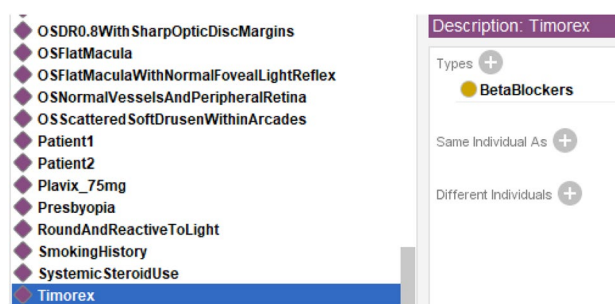 OSDR0.8WithSharpOpticDiscMargins
OSFlatMacula
OSFlatMaculaWithNormalFovealLightReflex
OSNormalVesselsAndPeripheralRetina
OSScatteredSoftDrusenWithinArcades
Patient1
Patient2
Plavix_75mg
Presbyopia
RoundAndReactiveToLight
SmokingHistory
SystemicSteroidUse
Timorex
Description: Timorex
Types
BetaBlockers
Same Individual As
Different Individuals